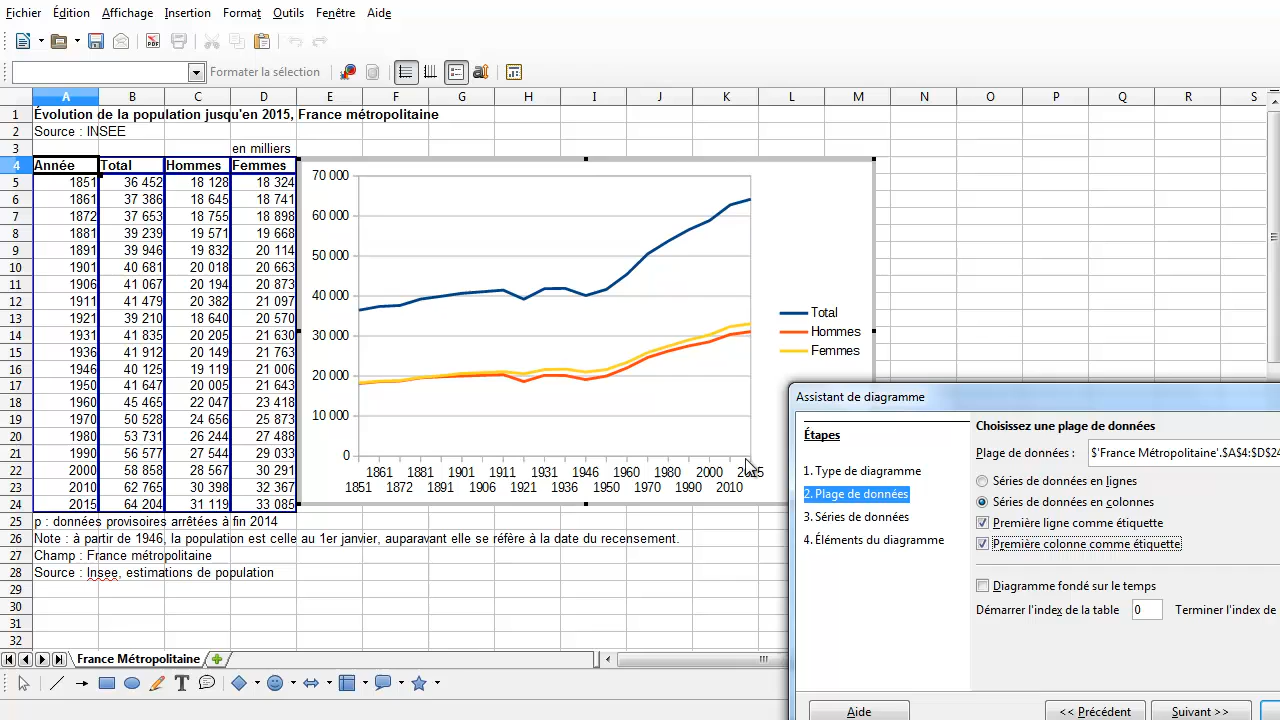 Fichier Édition Affichage Insertion Format Outils Fenêtre Aide
Formater la sélection
A B C D E F G H I J K L M N O P Q R S
1 Évolution de la population jusqu'en 2015, France métropolitaine
2 Source : INSEE
3 en milliers
4 Année Total Hommes Femmes
5 1851 36 452 18 128 18 324
6 1861 37 386 18 645 18 741
7 1872 37 653 18 755 18 898
8 1881 39 239 19 571 19 668
9 1891 39 946 19 832 20 114
10 1901 40 681 20 018 20 663
11 1906 41 067 20 194 20 873
12 1911 41 479 20 382 21 097
13 1921 39 210 18 640 20 570
14 1931 41 835 20 205 21 630
15 1936 41 912 20 149 21 763
16 1946 40 125 19 119 21 006
17 1950 41 647 20 005 21 643
18 1960 45 465 22 047 23 418
19 1970 50 528 24 656 25 873
20 1980 53 731 26 244 27 488
21 1990 56 577 27 544 29 033
22 2000 58 858 28 567 30 291
23 2010 62 765 30 398 32 367
24 2015 64 204 31 119 33 085
25 p : données provisoires arrêtées à fin 2014
26 Note : à partir de 1946, la population est celle au 1er janvier, auparavant elle se réfère à la date du recensement.
27 Champ : France métropolitaine
28 Source : Insee, estimations de population
29
30
31
32
70 000
60 000
50 000
40 000
30 000
20 000
10 000
0
1861 1881 1901 1911 1931 1946 1960 1980 2000 2015
1851 1872 1891 1906 1921 1936 1950 1970 1990 2010
Total
Hommes
Femmes
Assistant de diagramme
Étapes
1. Type de diagramme
2. Plage de données
3. Séries de données
4. Éléments du diagramme
Choisissez une plage de données
Plage de données : $'France Métropolitaine'.$A$4:$D$24
Séries de données en lignes
Séries de données en colonnes
Première ligne comme étiquette
Première colonne comme étiquette
Diagramme fondé sur le temps
Démarrer l'index de la table 0 Terminer l'index de
Aide << Précédent Suivant >>
France Métropolitaine